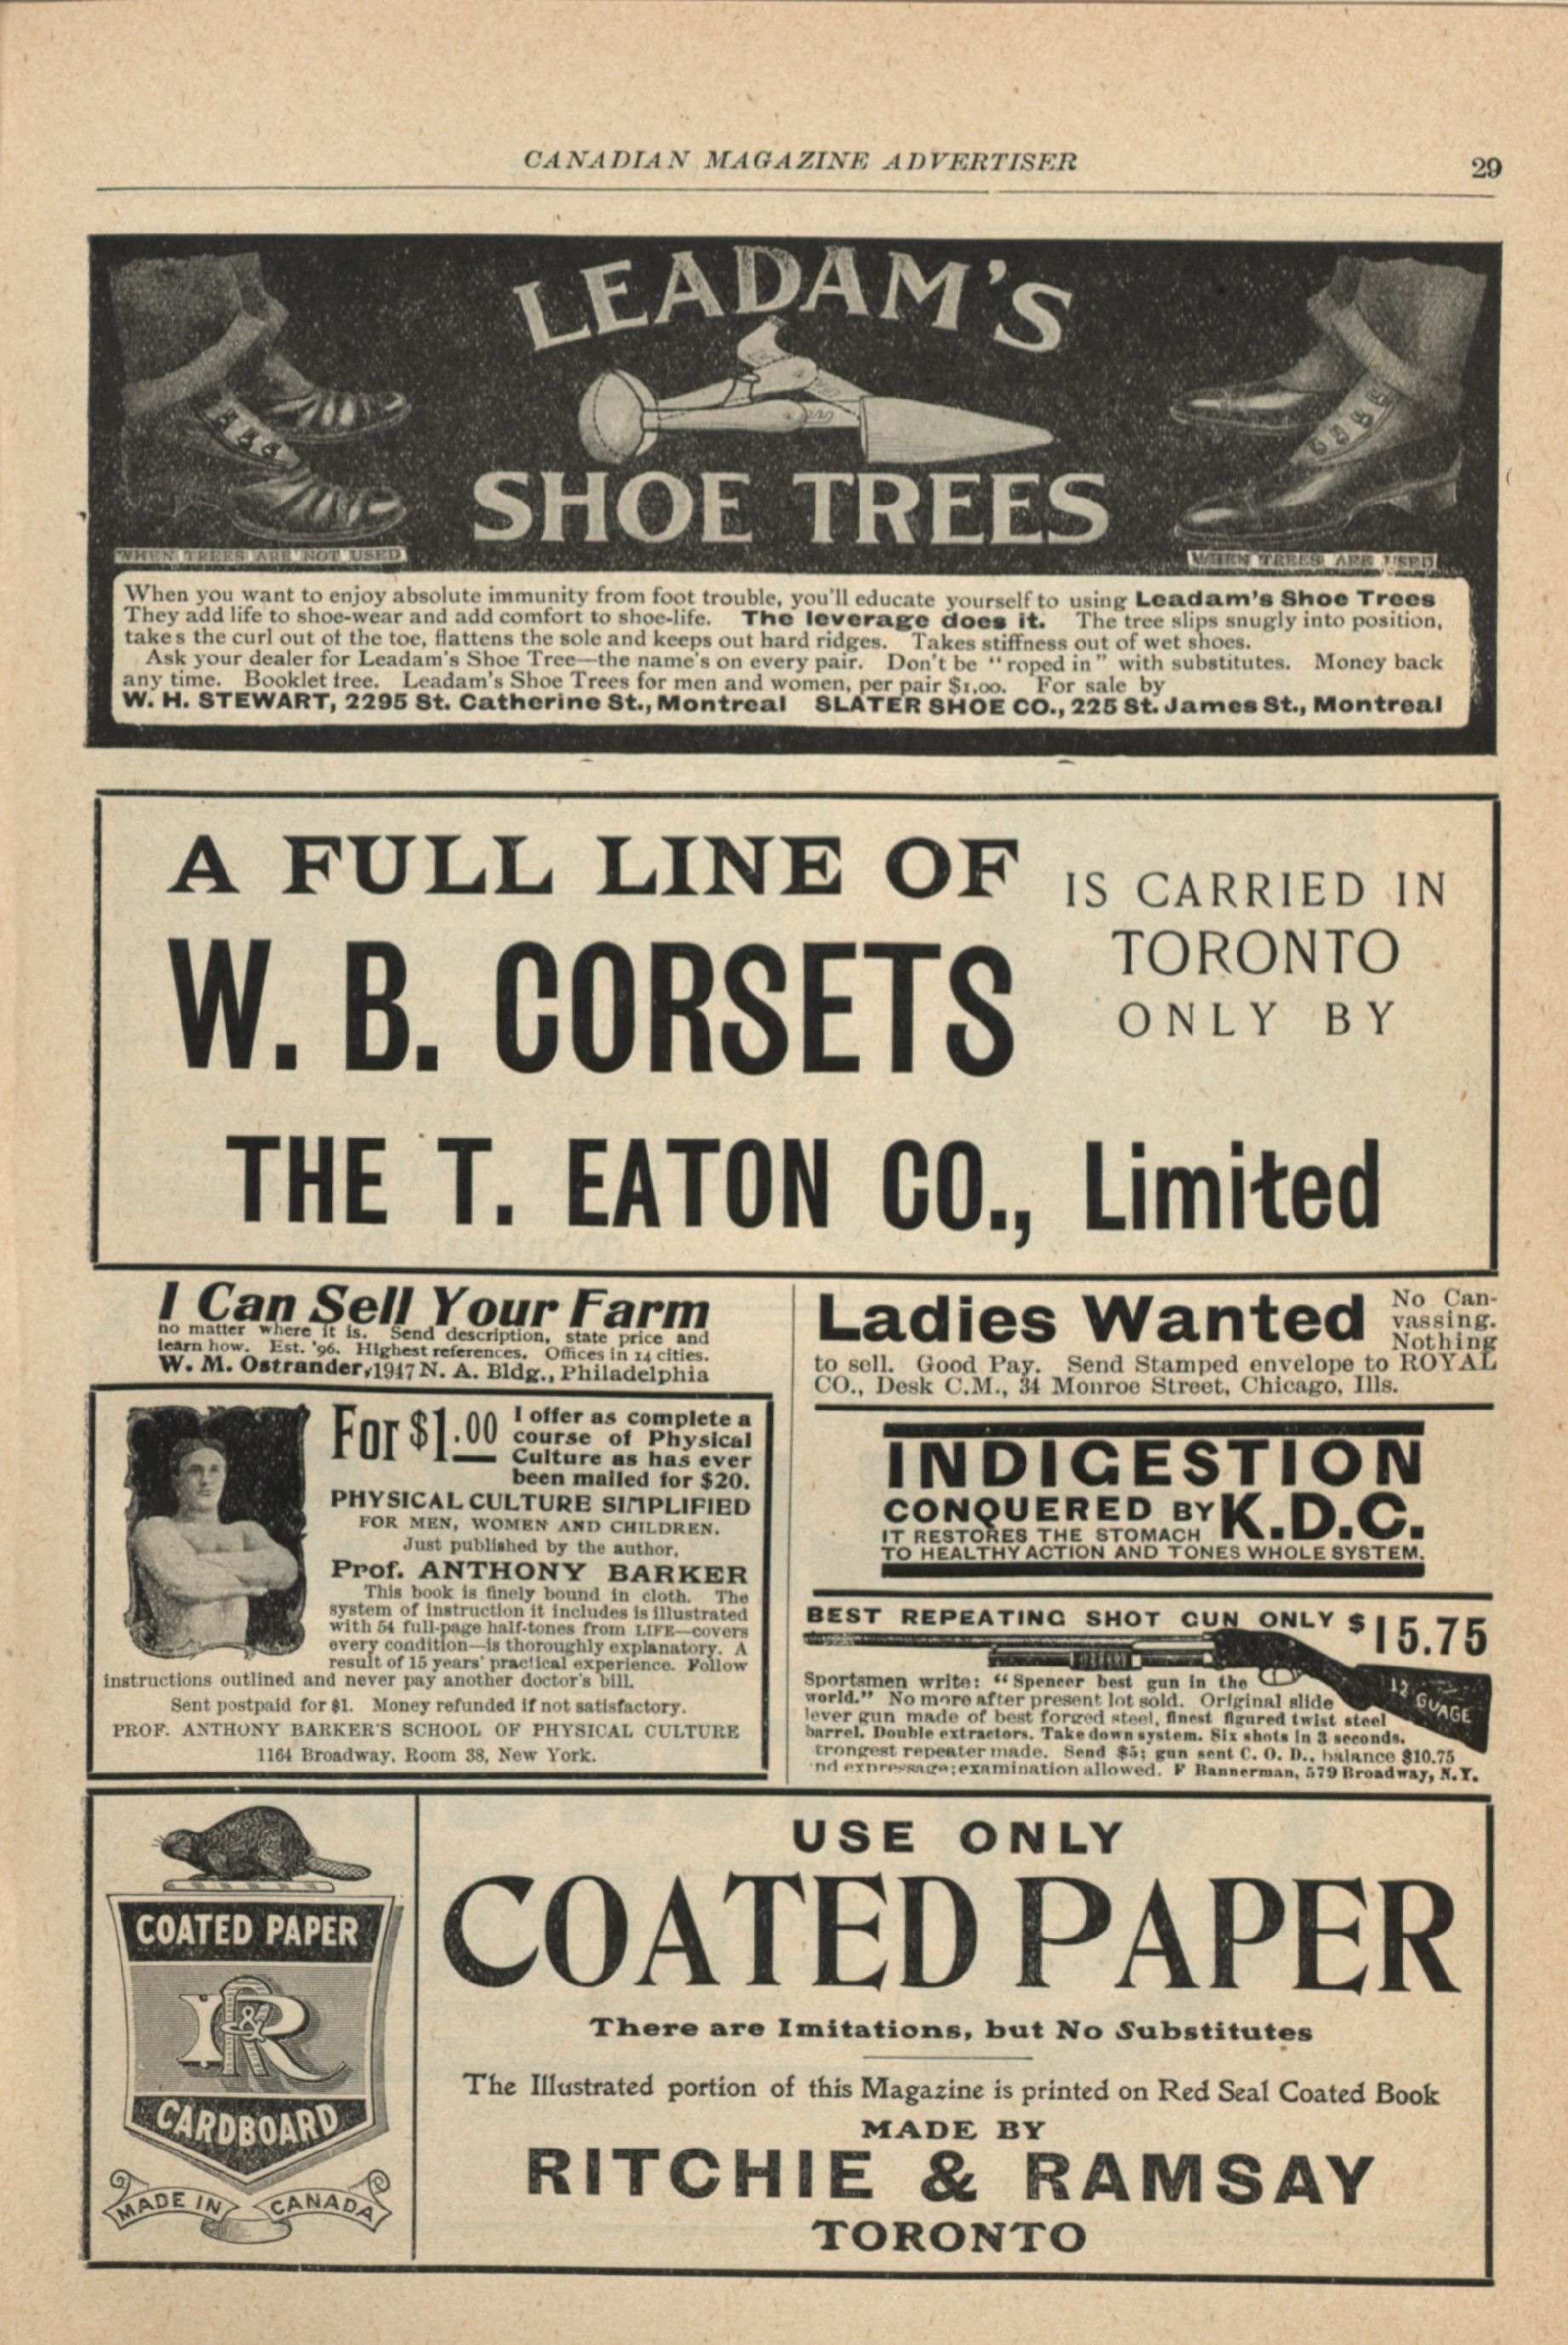 CANADIAN MAGAZINE ADVERTISER
29
LEADAM'S
SHOE TREES
WHEN TREES ARE NOT USED
WHEN TREES ARE USED
When you want to enjoy absolute immunity from foot trouble, you'll educate yourself to using Leadam's Shoe Trees
They add life to shoe-wear and add comfort to shoe-life. The leverage does it. The tree slips snugly into position,
takes the curl out of the toe, flattens the sole and keeps out hard ridges. Takes stiffness out of wet shoes.
Ask your dealer for Leadam's Shoe Tree—the name's on every pair. Don't be "roped in" with substitutes. Money back
any time. Booklet free. Leadam's Shoe Trees for men and women, per pair $1.00. For sale by
W. H. STEWART, 2295 St. Catherine St., Montreal SLATER SHOE CO., 225 St. James St., Montreal
A FULL LINE OF
W. B. CORSETS
IS CARRIED IN
TORONTO
ONLY BY
THE T. EATON CO., Limited
I Can Sell Your Farm
no matter where it is. Send description, state price and
learn how. Est. '96. Highest references. Offices in 14 cities.
W. M. Ostrander, 1947 N. A. Bldg., Philadelphia
For $1.00
I offer as complete a
course of Physical
Culture as has ever
been mailed for $20.
PHYSICAL CULTURE SIMPLIFIED
FOR MEN, WOMEN AND CHILDREN.
Just published by the author,
Prof. ANTHONY BARKER
This book is finely bound in cloth. The
system of instruction it includes is illustrated
with 54 full-page half-tones from LIFE—covers
every condition—is thoroughly explanatory. A
result of 15 years' practical experience. Follow
instructions outlined and never pay another doctor's bill.
Sent postpaid for $1. Money refunded if not satisfactory.
PROF. ANTHONY BARKER'S SCHOOL OF PHYSICAL CULTURE
1164 Broadway, Room 38, New York.
Ladies Wanted
No Can-
vassing.
Nothing
to sell. Good Pay. Send Stamped envelope to ROYAL
CO., Desk C.M., 34 Monroe Street, Chicago, Ills.
INDIGESTION
CONQUERED BY K.D.C.
IT RESTORES THE STOMACH
TO HEALTHY ACTION AND TONES WHOLE SYSTEM.
BEST REPEATING SHOT GUN ONLY $15.75
12 GUAGE
Sportsmen write: "Spencer best gun in the
world." No more after present lot sold. Original slide
lever gun made of best forged steel, finest figured twist steel
barrel. Double extractors. Take down system. Six shots in 3 seconds.
trongest repeater made. Send $5; gun sent C. O. D., balance $10.75
nd expressage; examination allowed. F Bannerman, 579 Broadway, N.Y.
COATED PAPER
R&R
CARDBOARD
MADE IN CANADA
USE ONLY
COATED PAPER
There are Imitations, but No Substitutes
The Illustrated portion of this Magazine is printed on Red Seal Coated Book
MADE BY
RITCHIE & RAMSAY
TORONTO